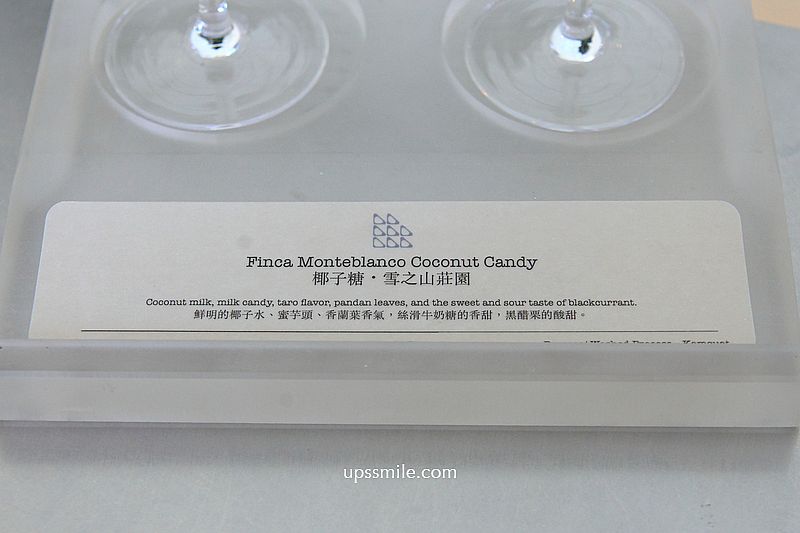 Finca Monteblanco Coconut Candy
椰子糖・雪之山莊園
Coconut milk, milk candy, taro flavor, pandan leaves, and the sweet and sour taste of blackcurrant.
鮮明的椰子水、蜜芋頭、香蘭葉香氣，絲滑牛奶糖的香甜，黑醋栗的酸甜。
upssmile.com